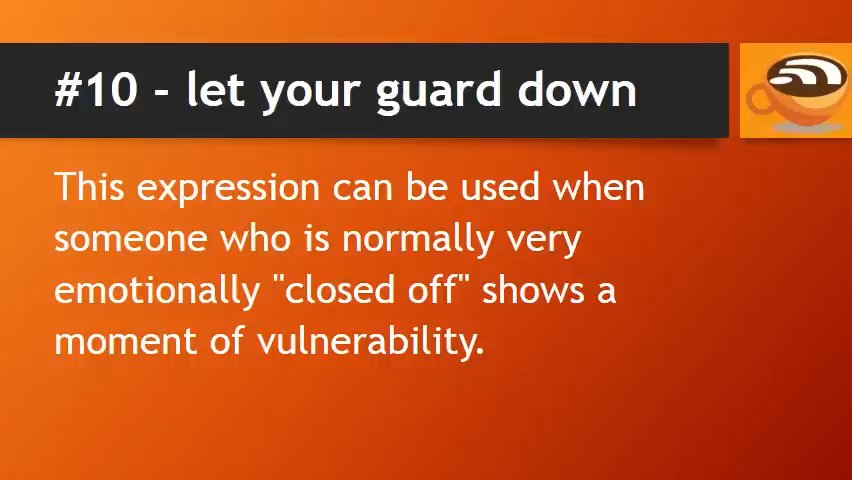 #10 - let your guard down
This expression can be used when
someone who is normally very
emotionally "closed off" shows a
moment of vulnerability.